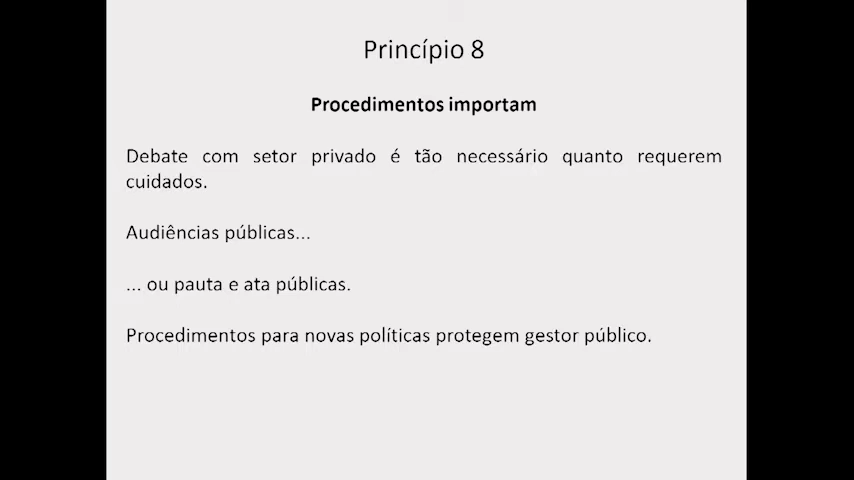 Princípio 8
Procedimentos importam
Debate com setor privado é tão necessário quanto requerem
cuidados.
Audiências públicas...
... ou pauta e ata públicas.
Procedimentos para novas políticas protegem gestor público.